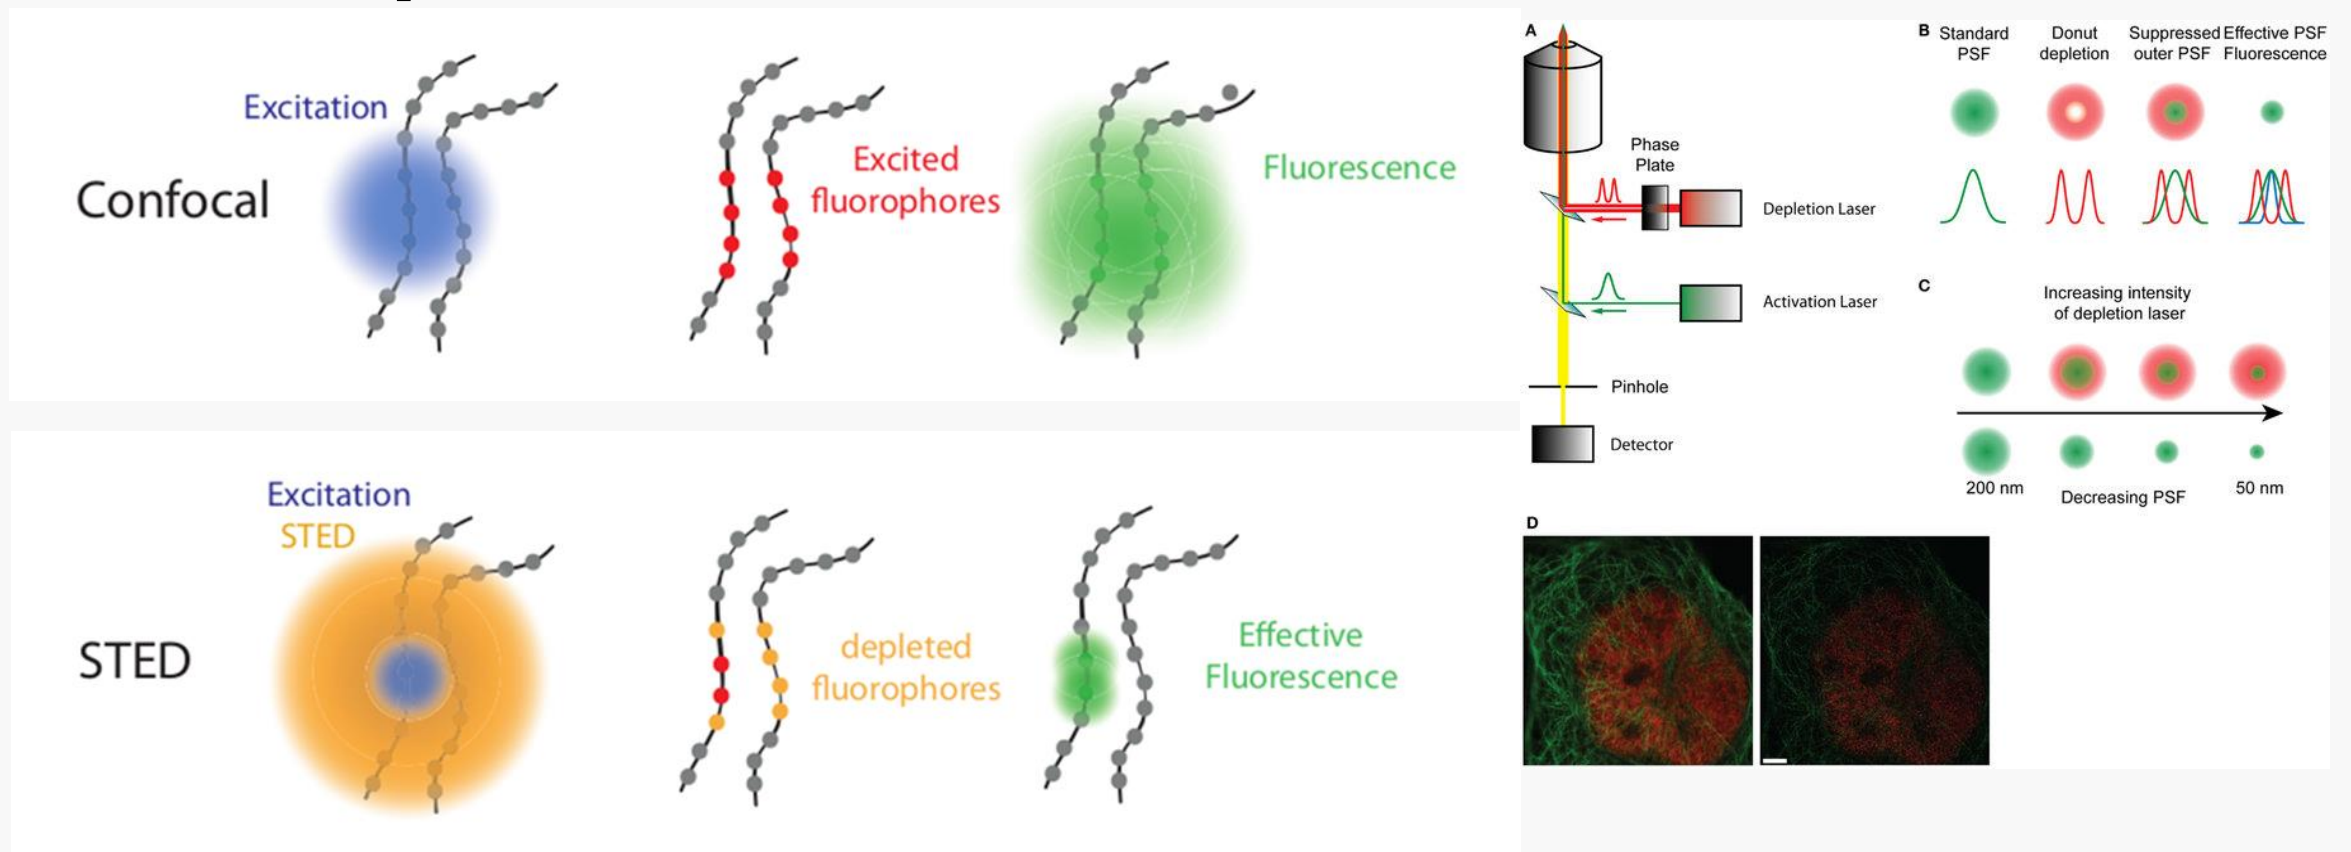 Confocal
Excitation
Excited
fluorophores
Fluorescence
STED
Excitation
STED
depleted
fluorophores
Effective
Fluorescence
A
Phase
Plate
Depletion Laser
Activation Laser
Pinhole
Detector
B
Standard
PSF
Donut
depletion
Suppressed
outer PSF
Effective PSF
Fluorescence
C
Increasing intensity
of depletion laser
200 nm
Decreasing PSF
50 nm
D